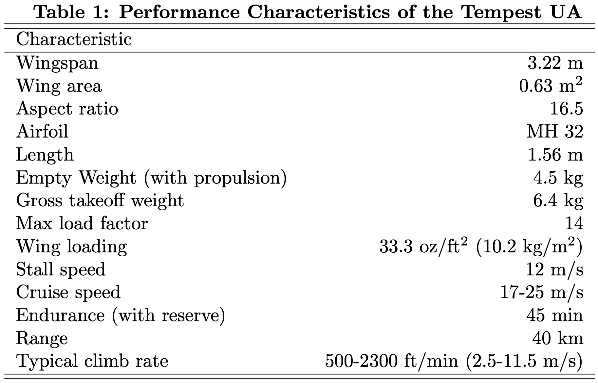 Table 1: Performance Characteristics of the Tempest UA
Characteristic
Wingspan 3.22 m
Wing area 0.63 m²
Aspect ratio 16.5
Airfoil MH 32
Length 1.56 m
Empty Weight (with propulsion) 4.5 kg
Gross takeoff weight 6.4 kg
Max load factor 14
Wing loading 33.3 oz/ft² (10.2 kg/m²)
Stall speed 12 m/s
Cruise speed 17-25 m/s
Endurance (with reserve) 45 min
Range 40 km
Typical climb rate 500-2300 ft/min (2.5-11.5 m/s)